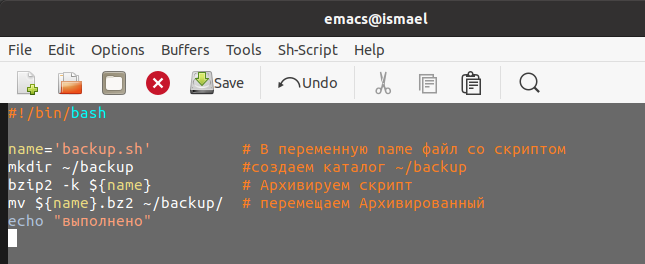 emacs@ismael
File Edit Options Buffers Tools Sh-Script Help
Save Undo
#!/bin/bash
name='backup.sh' # В переменную name файл со скриптом
mkdir ~/backup #создаем каталог ~/backup
bzip2 -k ${name} # Архивируем скрипт
mv ${name}.bz2 ~/backup/ # перемещаем Архивированный
echo "выполнено"